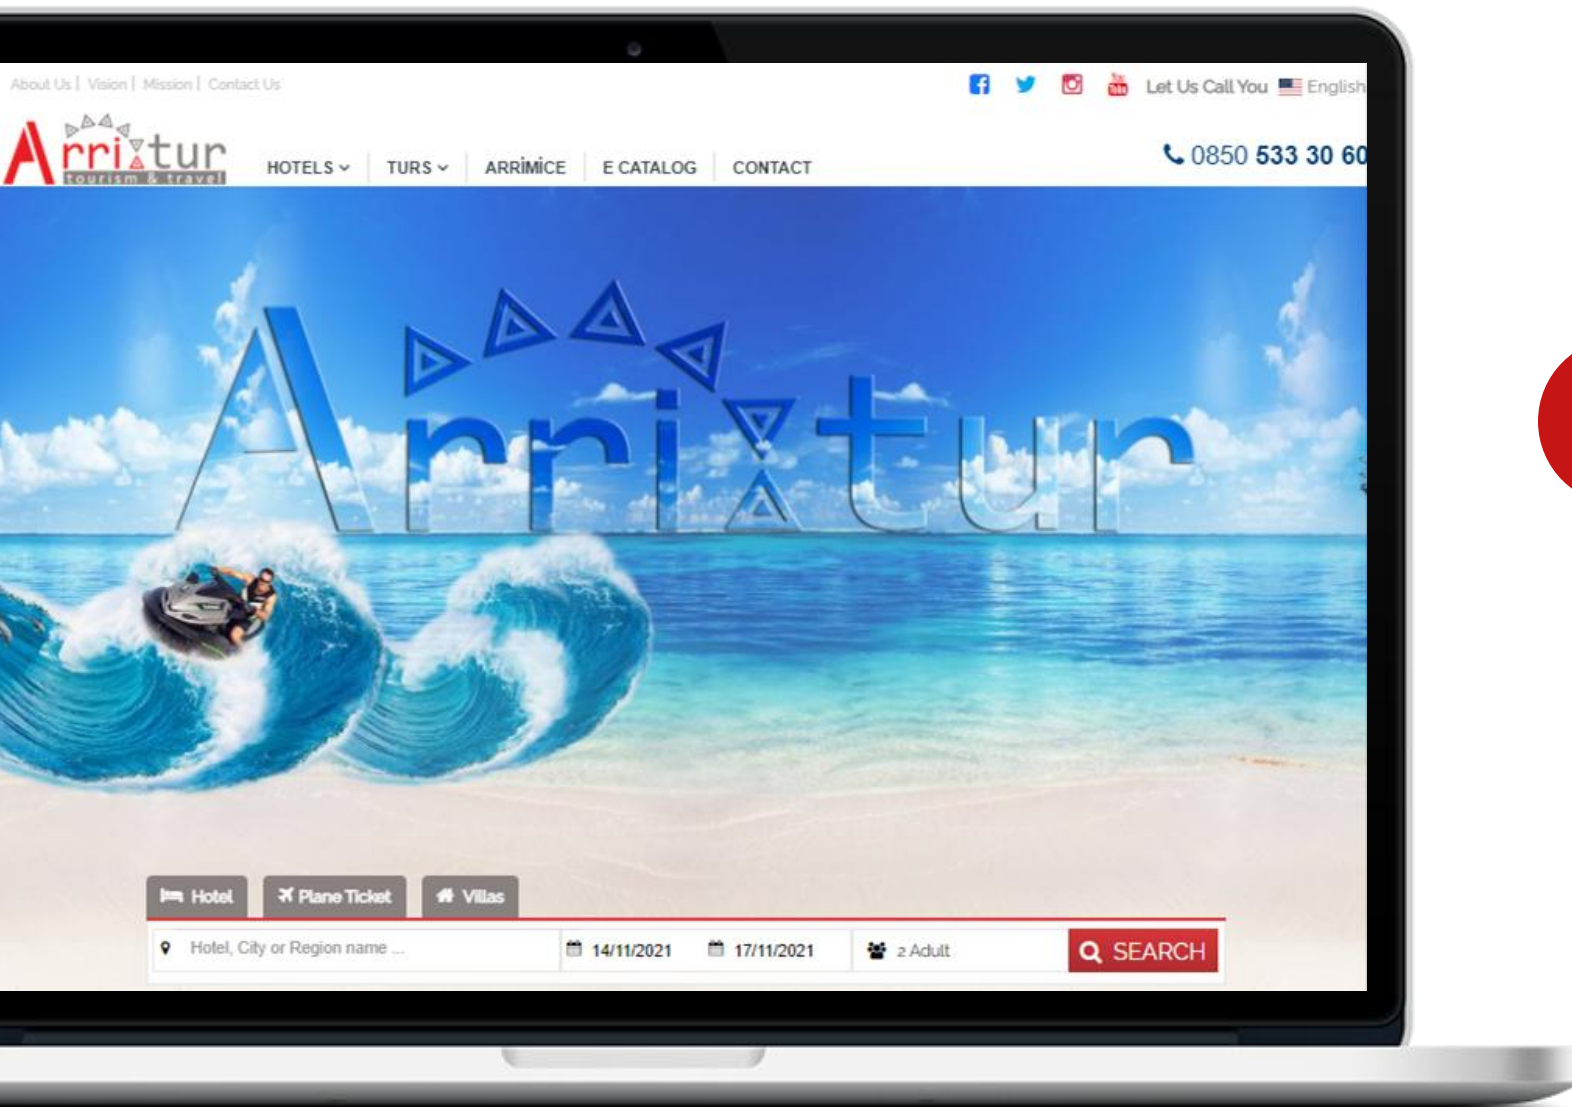 About Us | Vision | Mission | Contact Us
Let Us Call You English
Arrixtur
tourism & travel
HOTELS TURS ARRİMİCE E CATALOG CONTACT
0850 533 30 60
Arrixtur
Hotel Plane Ticket Villas
Hotel, City or Region name ... 14/11/2021 17/11/2021 2 Adult SEARCH